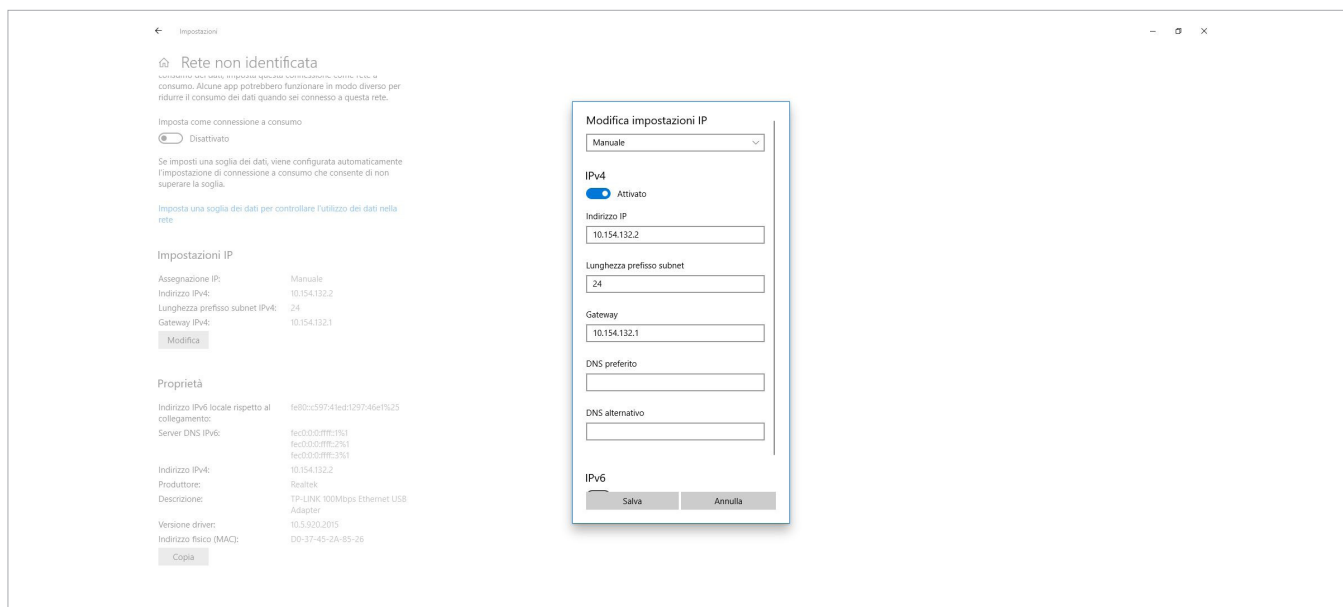 Impostazioni
Rete non identificata
consumo dei dati, imposta questa connessione come rete a
consumo. Alcune app potrebbero funzionare in modo diverso per
ridurre il consumo dei dati quando sei connesso a questa rete.
Imposta come connessione a consumo
Disattivato
Se imposti una soglia dei dati, viene configurata automaticamente
l'impostazione di connessione a consumo che consente di non
superare la soglia.
Imposta una soglia dei dati per controllare l'utilizzo dei dati nella
rete
Impostazioni IP
Assegnazione IP: Manuale
Indirizzo IPv4: 10.154.132.2
Lunghezza prefisso subnet IPv4: 24
Gateway IPv4: 10.154.132.1
Modifica
Proprietà
Indirizzo IPv6 locale rispetto al fe80::c597:41ed:1297:46e1%25
collegamento:
Server DNS IPv6: fec0:0:0:ffff::1%1
fec0:0:0:ffff::2%1
fec0:0:0:ffff::3%1
Indirizzo IPv4: 10.154.132.2
Produttore: Realtek
Descrizione: TP-LINK 100Mbps Ethernet USB
Adapter
Versione driver: 10.5.920.2015
Indirizzo fisico (MAC): D0-37-45-2A-85-26
Copia
Modifica impostazioni IP
Manuale
IPv4
Attivato
Indirizzo IP
10.154.132.2
Lunghezza prefisso subnet
24
Gateway
10.154.132.1
DNS preferito
DNS alternativo
IPv6
Salva Annulla